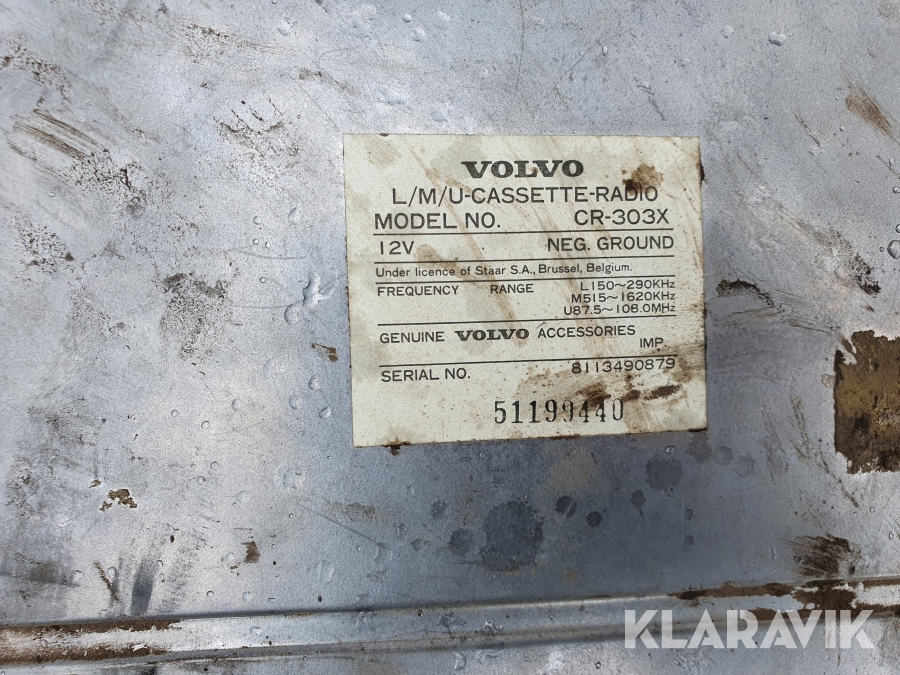 VOLVO
L/M/U-CASSETTE-RADIO
MODEL NO. CR-303X
12V NEG. GROUND
Under licence of Staar S.A., Brussel, Belgium.
FREQUENCY RANGE L150~290KHz
M515~1620KHz
U87.5~108.0MHz
GENUINE VOLVO ACCESSORIES
IMP.
SERIAL NO. 8113490879
51199440
KLARAVIK